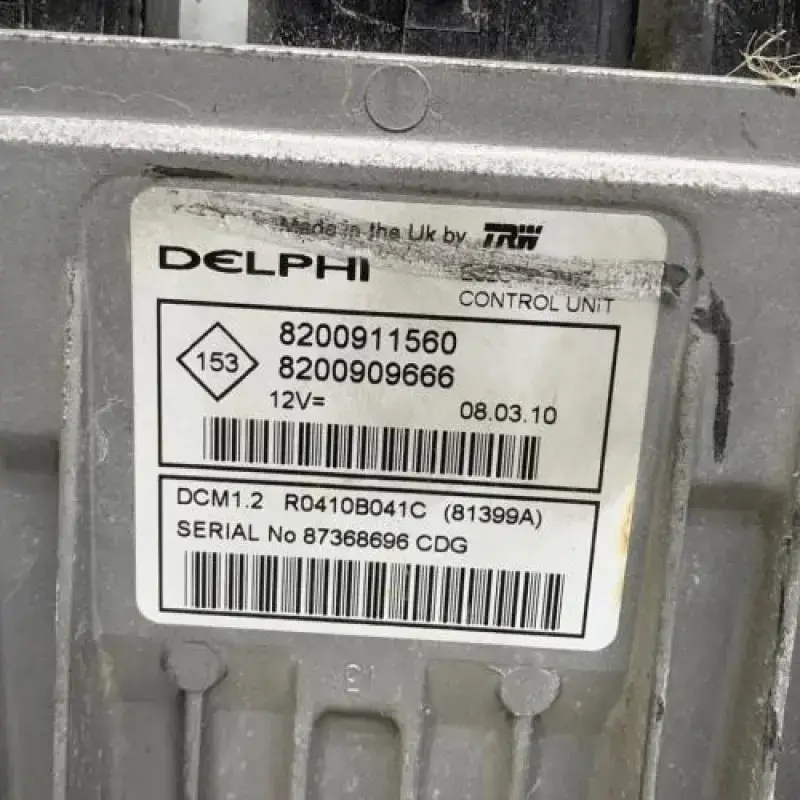 Made in the Uk by TRW
DELPHI
CONTROL UNIT
8200911560
153
8200909666
12V=
08.03.10
DCM1.2 R0410B041C (81399A)
SERIAL No 87368696 CDG